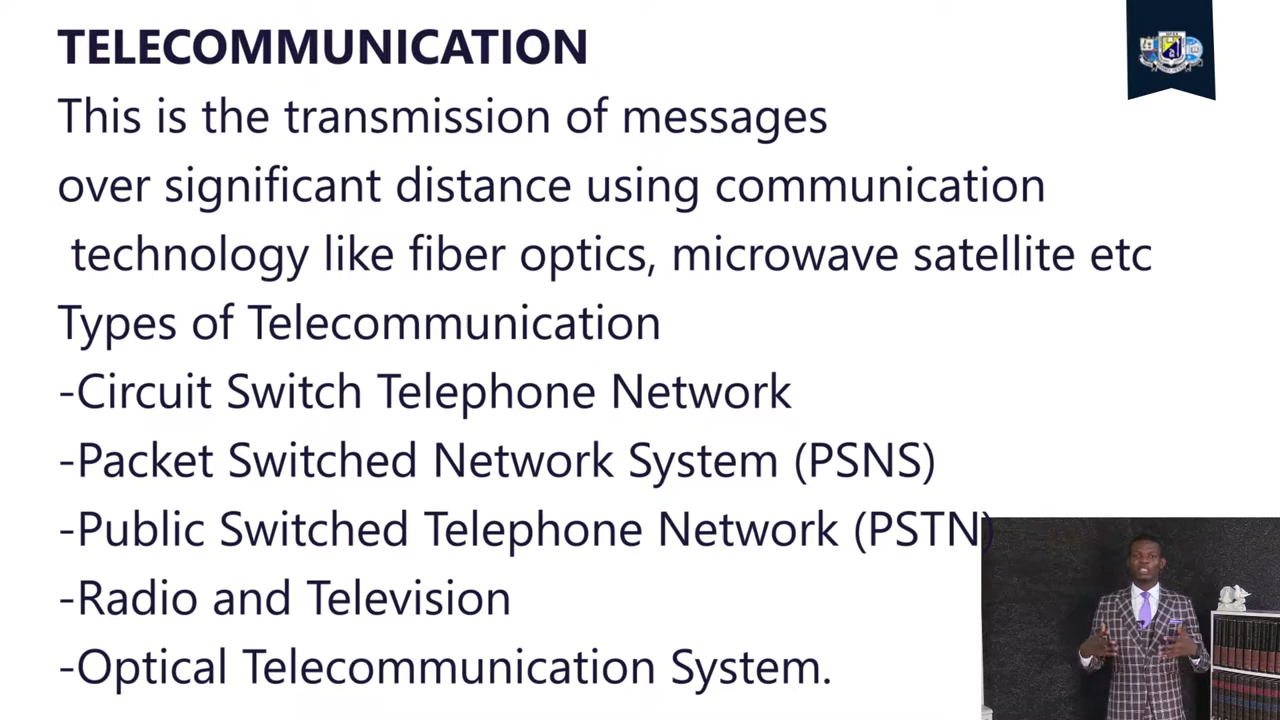 TELECOMMUNICATION
This is the transmission of messages
over significant distance using communication
technology like fiber optics, microwave satellite etc
Types of Telecommunication
-Circuit Switch Telephone Network
-Packet Switched Network System (PSNS)
-Public Switched Telephone Network (PSTN)
-Radio and Television
-Optical Telecommunication System.